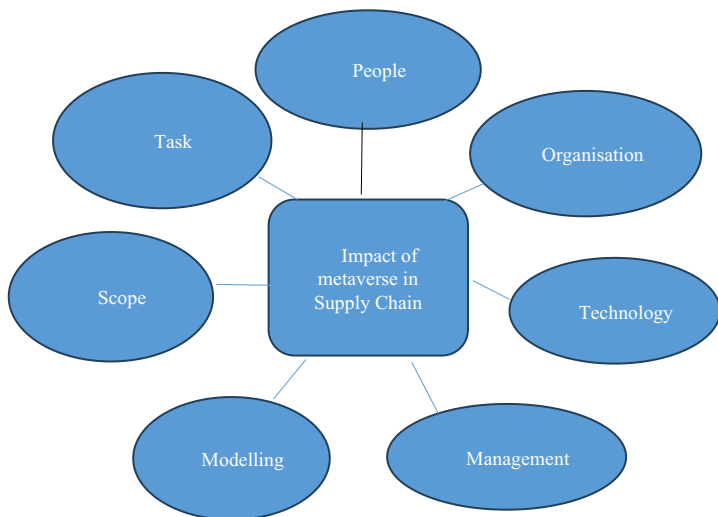 People
Task
Organisation
Impact of
metaverse in
Supply Chain
Scope
Technology
Modelling
Management